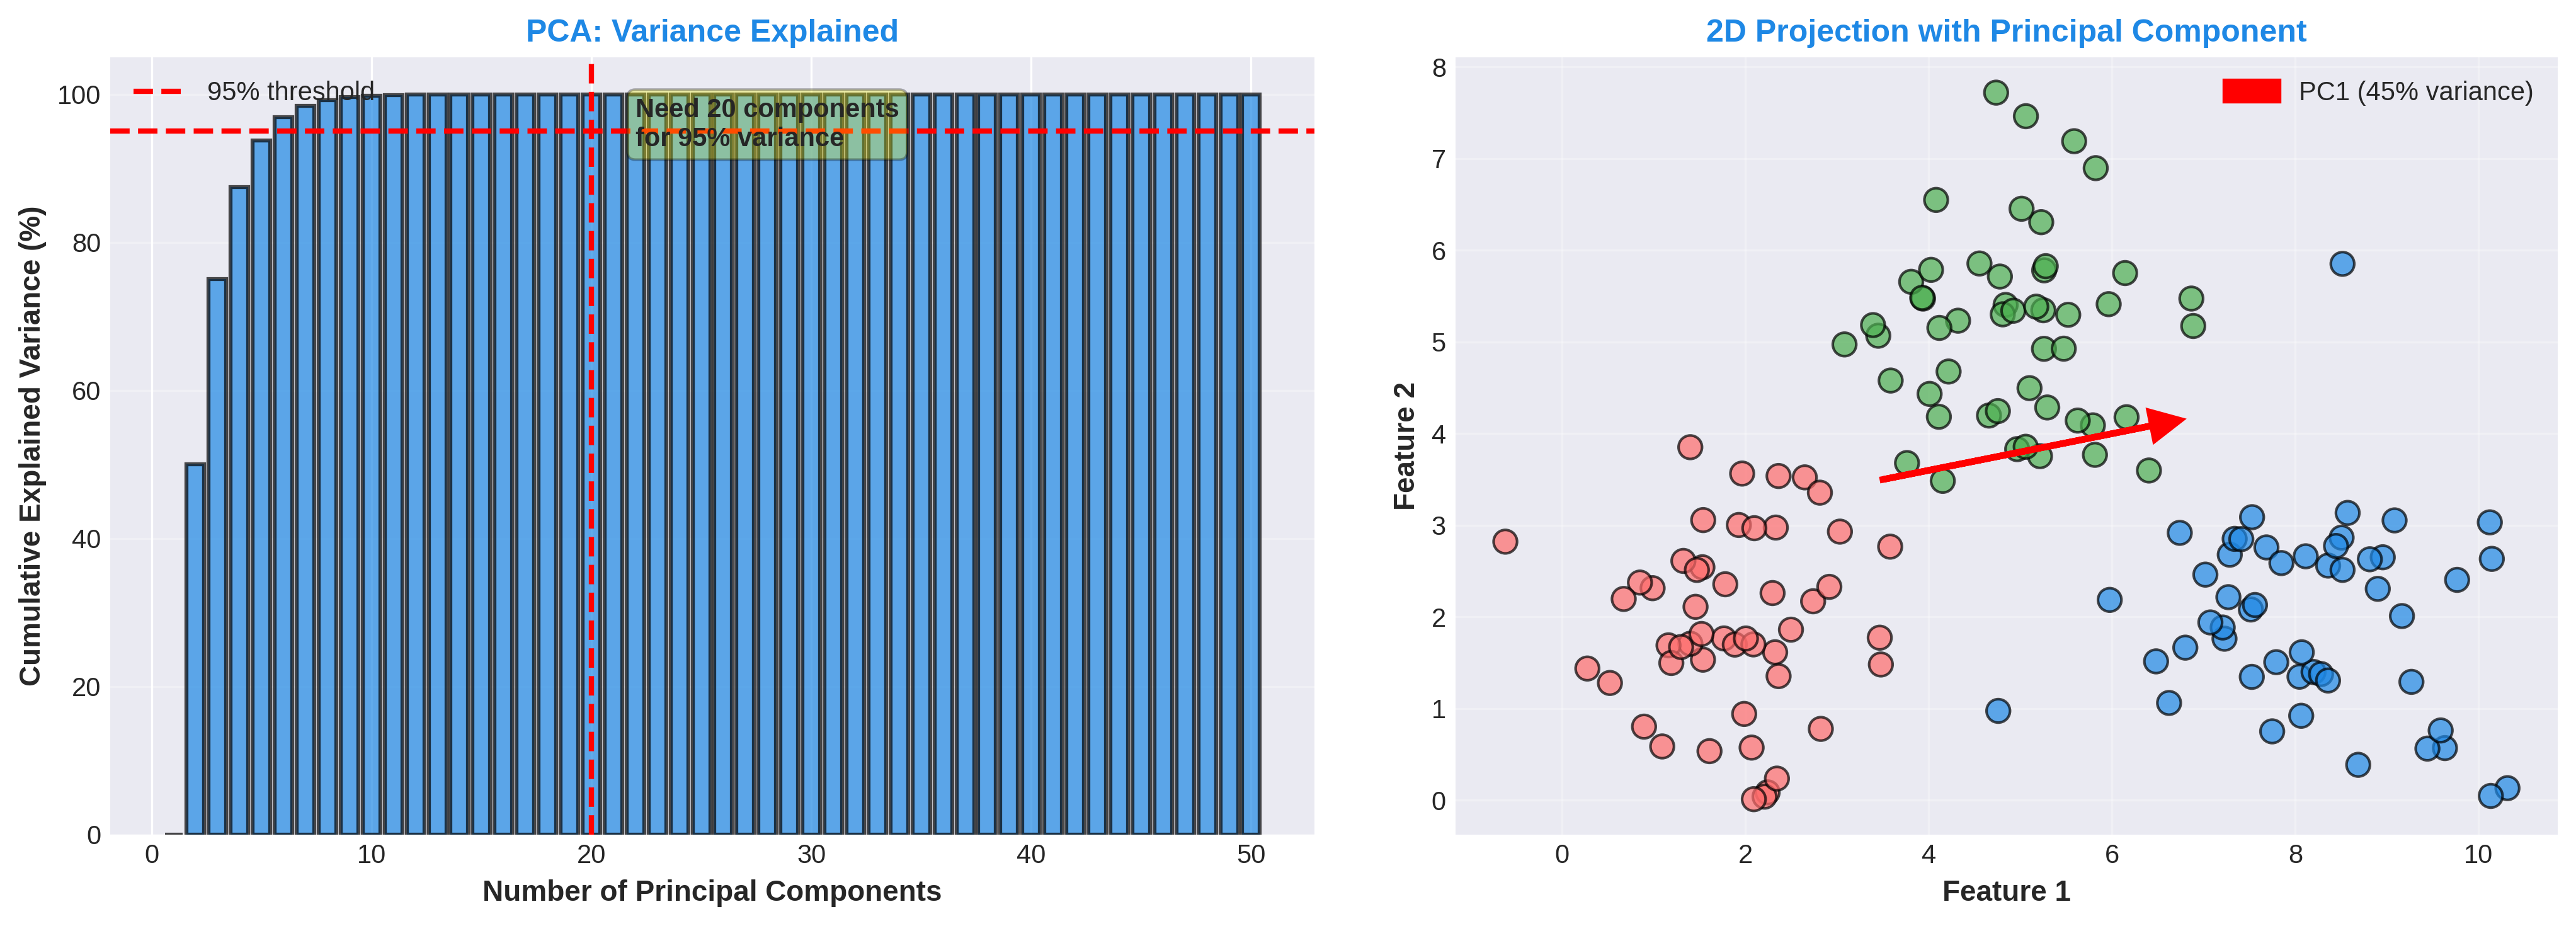 PCA: Variance Explained
95% threshold
Need 20 components
for 95% variance
Cumulative Explained Variance (%)
100
80
60
40
20
0
0 10 20 30 40 50
Number of Principal Components
2D Projection with Principal Component
PC1 (45% variance)
Feature 2
8
7
6
5
4
3
2
1
0
0 2 4 6 8 10
Feature 1